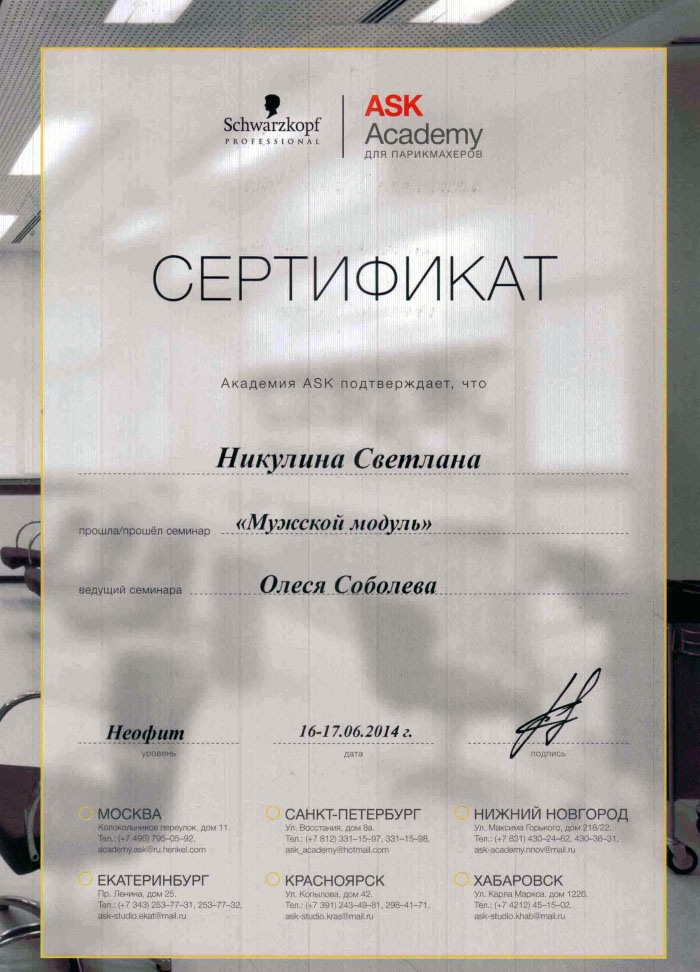 Schwarzkopf
PROFESSIONAL
ASK
Academy
ДЛЯ ПАРИКМАХЕРОВ
СЕРТИФИКАТ
Академия ASK подтверждает, что
Никулина Светлана
прошла/прошёл семинар «Мужской модуль»
ведущий семинара Олеся Соболева
Неофит 16-17.06.2014 г.
уровень дата подпись
МОСКВА
Колокольников переулок, дом 11.
Тел.: (+7 495) 795–05–92,
academy.ask@ru.henkel.com
САНКТ-ПЕТЕРБУРГ
Ул. Восстания, дом 8а.
Тел.: (+7 812) 331–15–97, 331–15–98,
ask_academy@hotmail.com
НИЖНИЙ НОВГОРОД
Ул. Максима Горького, дом 218/22.
Тел.: (+7 831) 430–24–62, 430–36–31,
ask-academy.nnov@mail.ru
ЕКАТЕРИНБУРГ
Пр. Ленина, дом 25.
Тел.: (+7 343) 253–77–31, 253–77–32,
ask-studio.ekat@mail.ru
КРАСНОЯРСК
Ул. Копылова, дом 42.
Тел.: (+7 391) 243–49–81, 298–41–71,
ask-studio.kras@mail.ru
ХАБАРОВСК
Ул. Карла Маркса, дом 122б.
Тел.: (+7 4212) 45–15–02,
ask-studio.khab@mail.ru